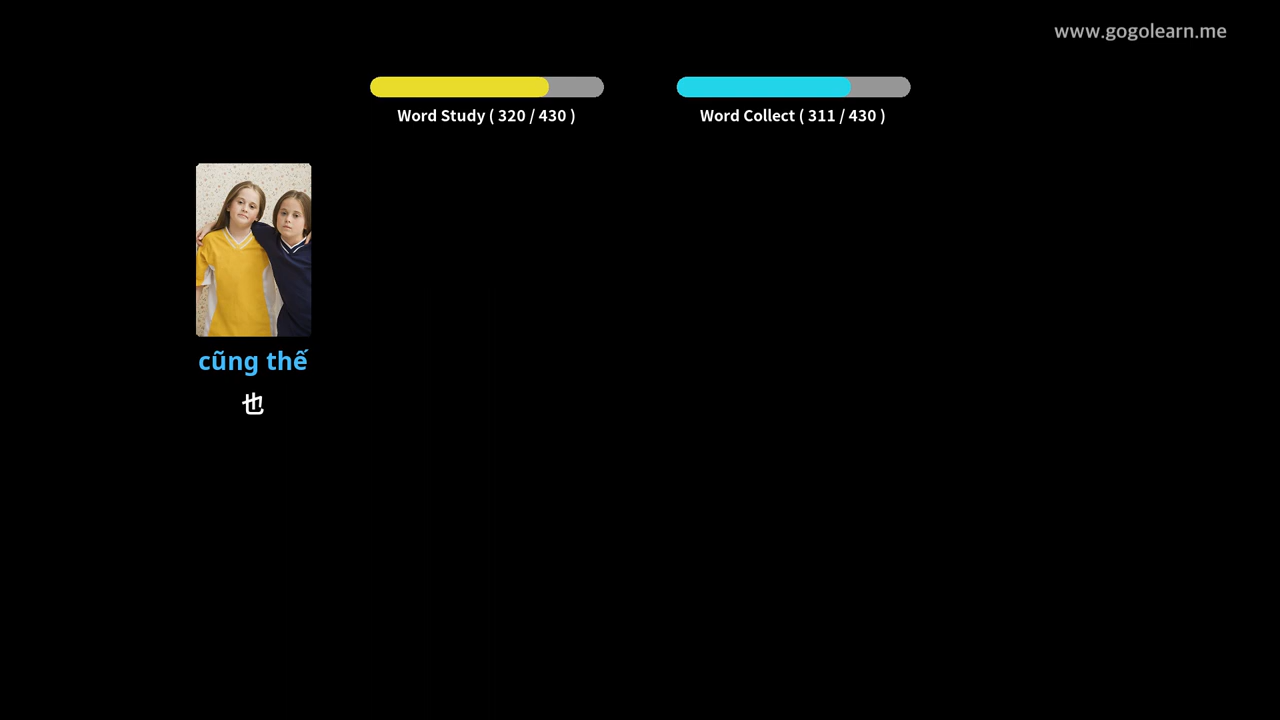 www.gogolearn.me
Word Study ( 320 / 430 )
Word Collect ( 311 / 430 )
cũng thế
也